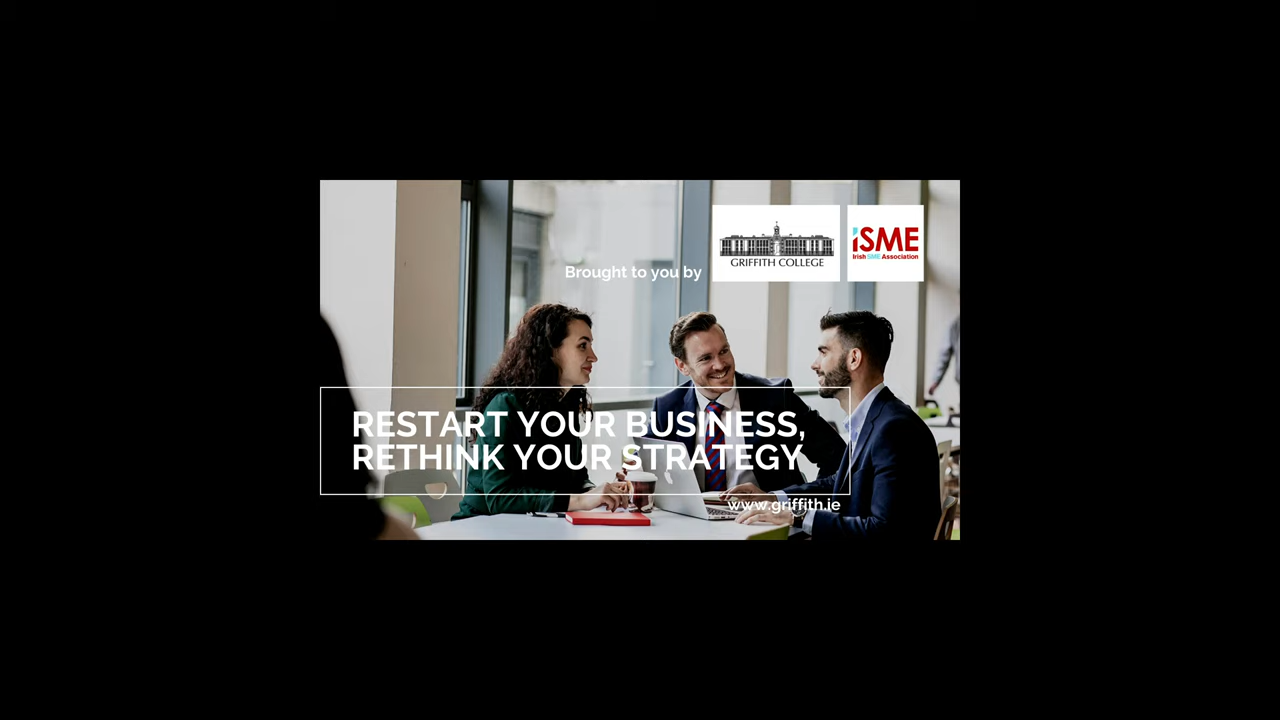 Brought to you by
GRIFFITH COLLEGE
iSME
Irish SME Association
RESTART YOUR BUSINESS,
RETHINK YOUR STRATEGY
www.griffith.ie